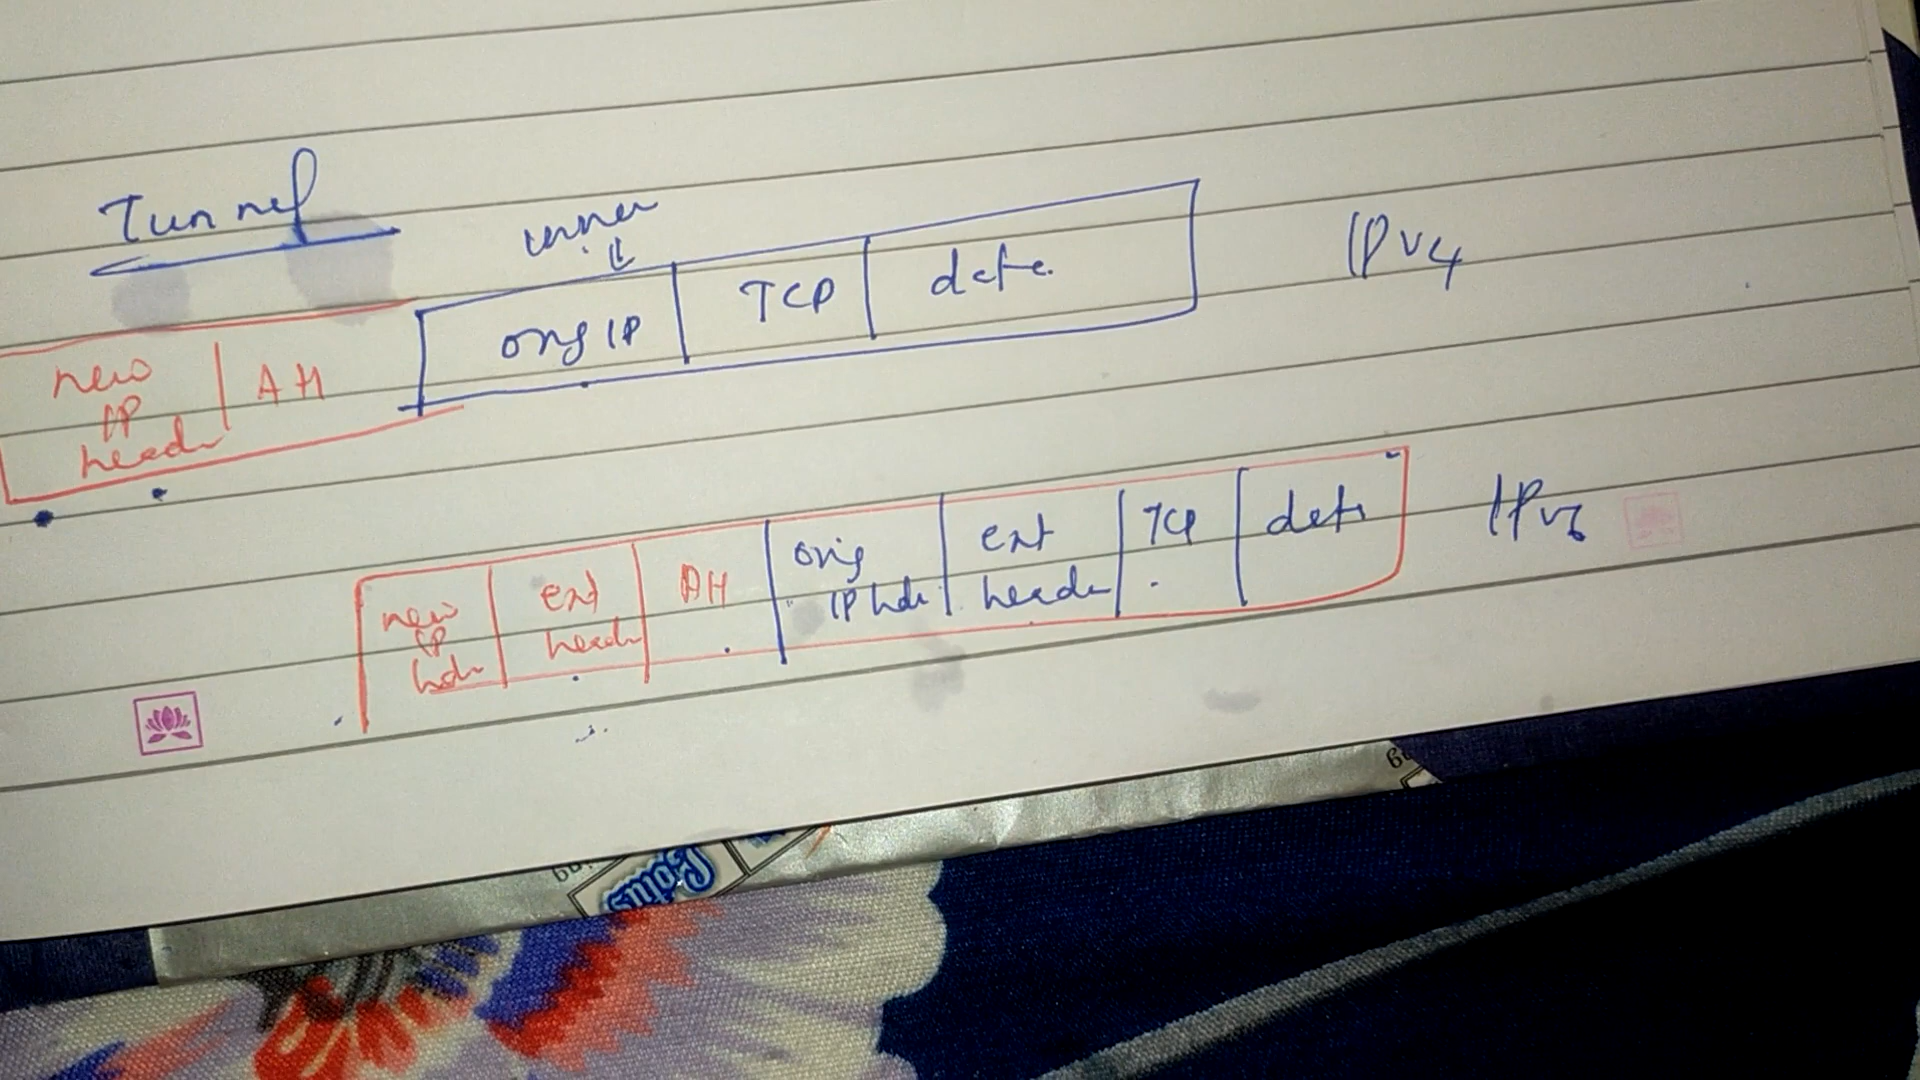 Tunnel
inner
new IP header | AH | orig IP | TCP | data IPv4
new IP hdr | ext header | AH | orig IP hdr | ext header | TCP | data IPv6
Lotus